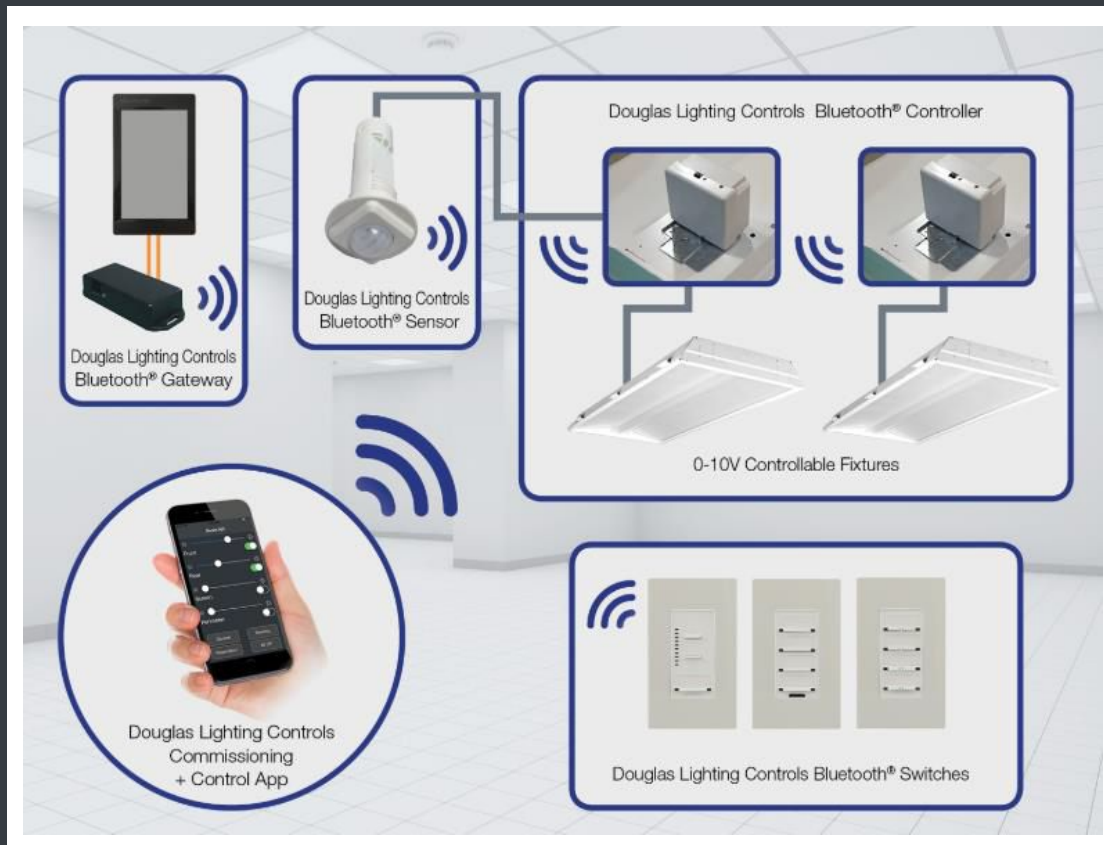 Douglas Lighting Controls
Bluetooth® Gateway
Douglas Lighting Controls
Bluetooth® Sensor
Douglas Lighting Controls Bluetooth® Controller
0-10V Controllable Fixtures
Douglas Lighting Controls
Commissioning
+ Control App
Douglas Lighting Controls Bluetooth® Switches